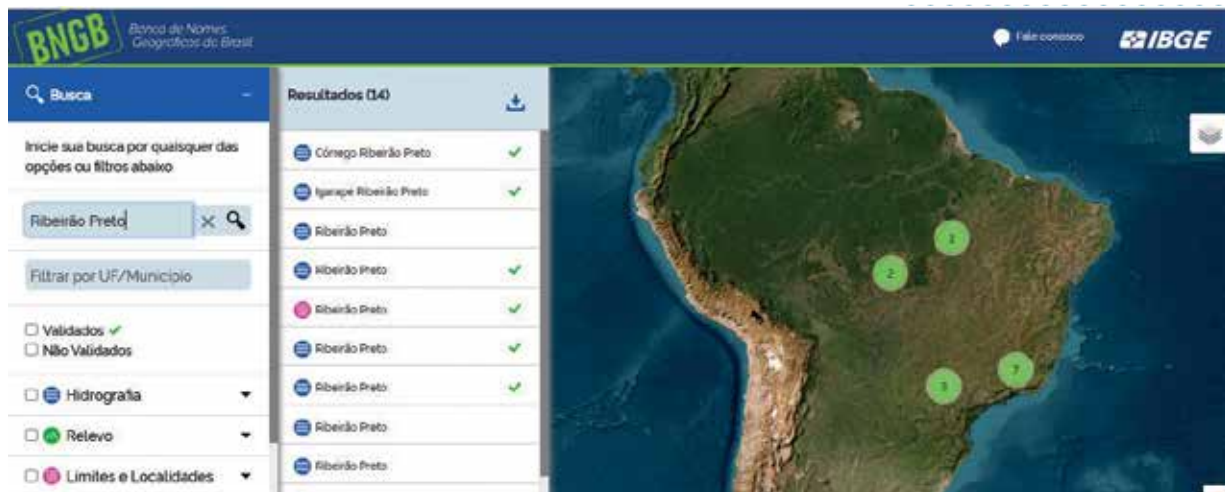 BNGB
Banco de Nomes
Geográficos do Brasil
Fale conosco
IBGE
Busca
Inicie sua busca por quaisquer das
opções ou filtros abaixo
Ribeirão Preto
Filtrar por UF/Município
Validados
Não Validados
Hidrografia
Relevo
Limites e Localidades
Resultados (14)
Córrego Ribeirão Preto
Igarape Ribeirão Preto
Ribeirão Preto
Ribeirão Preto
Ribeirão Preto
Ribeirão Preto
Ribeirão Preto
Ribeirão Preto
Ribeirão Preto
2
7